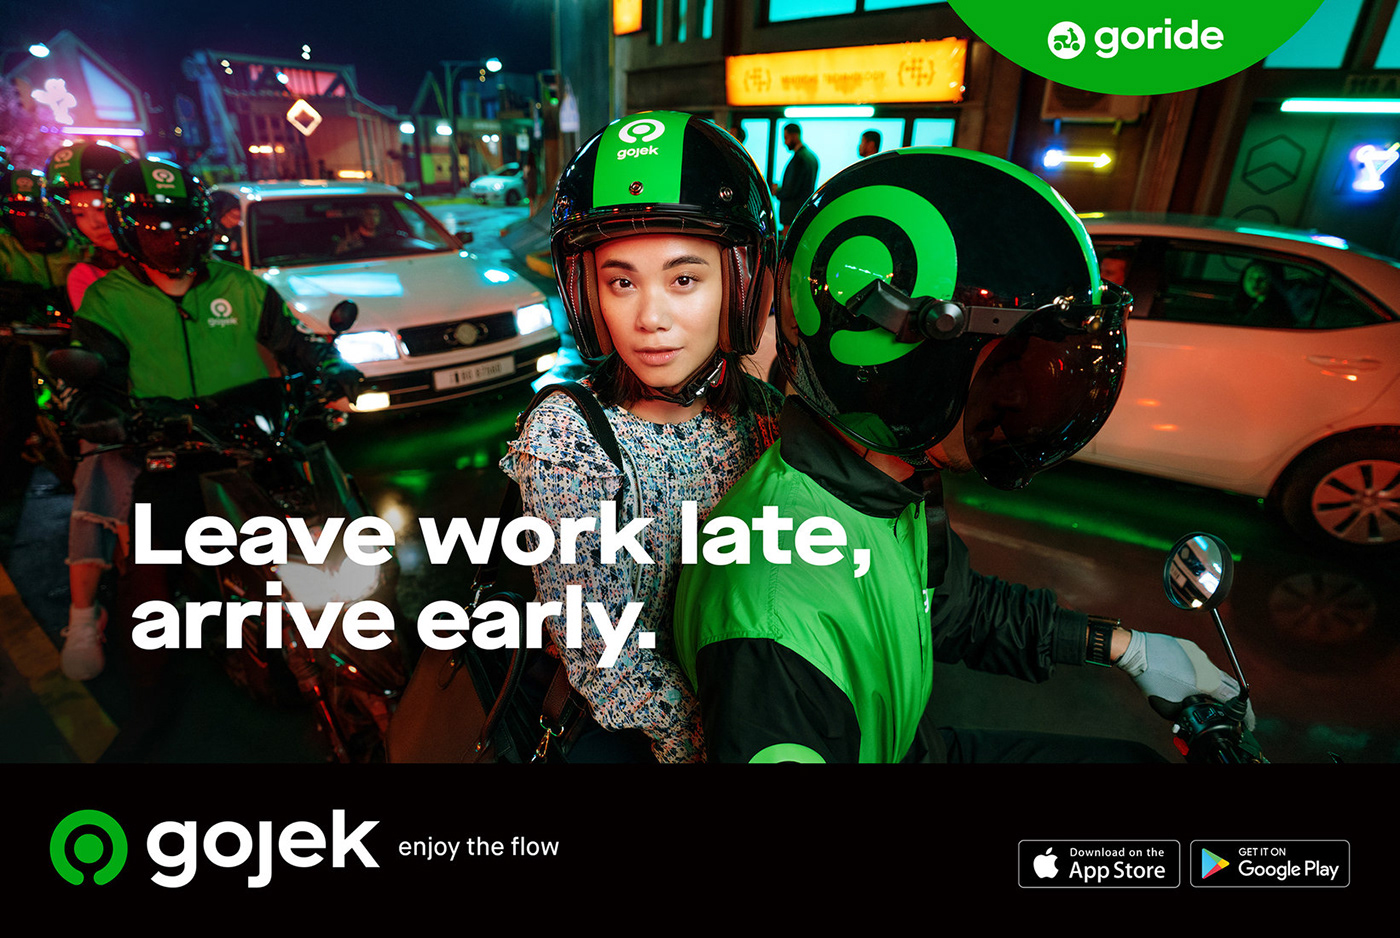 goride
gojek
Leave work late,
arrive early.
gojek
enjoy the flow
Download on the
App Store
GET IT ON
Google Play